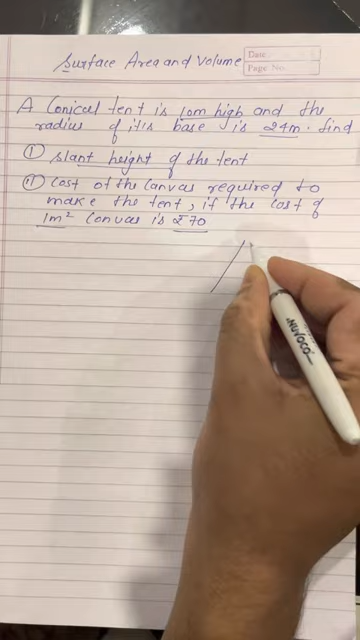 Surface Area and Volume
Date
Page No.
A Conical tent is 10m high and the
radius of its base is 24m. find
(i) slant height of the tent
(ii) Cost of the Canvas required to
make the tent, if the cost of
1m² Canvas is ₹70
NUVOCO